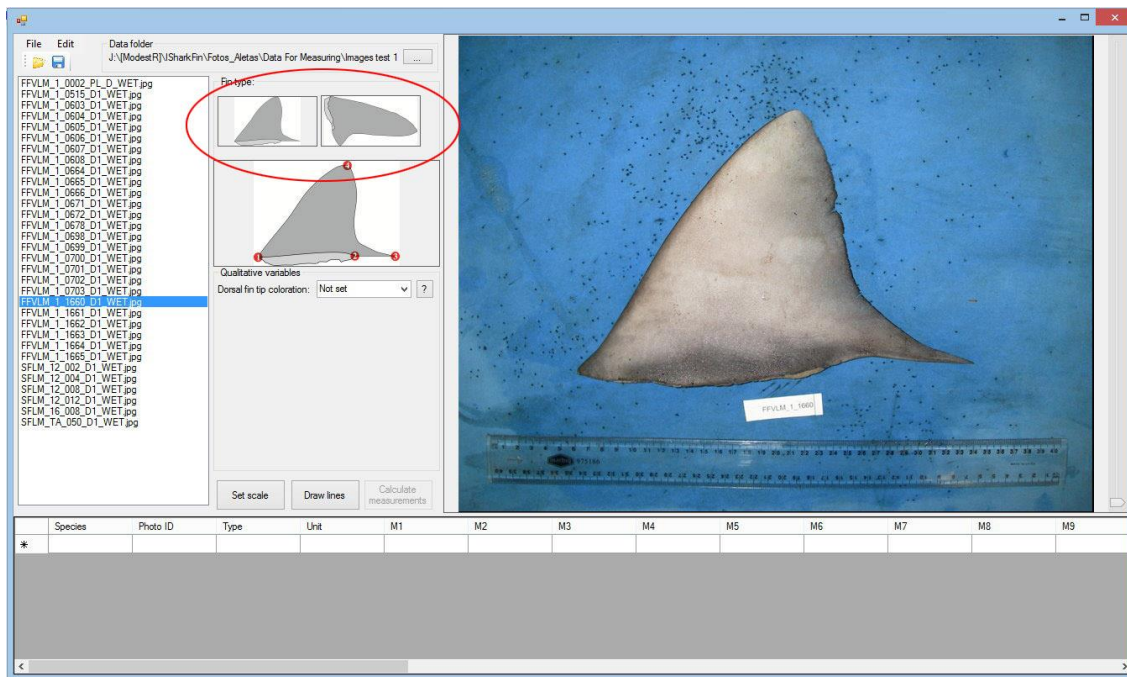 File Edit
Data folder
J:\[ModestR]\ISharkFin\Fotos_Aletas\Data For Measuring\Images test 1 ...
FFVLM_1_0002_PL_D_WET.jpg
FFVLM_1_0515_D1_WET.jpg
FFVLM_1_0603_D1_WET.jpg
FFVLM_1_0604_D1_WET.jpg
FFVLM_1_0605_D1_WET.jpg
FFVLM_1_0606_D1_WET.jpg
FFVLM_1_0607_D1_WET.jpg
FFVLM_1_0608_D1_WET.jpg
FFVLM_1_0664_D1_WET.jpg
FFVLM_1_0665_D1_WET.jpg
FFVLM_1_0666_D1_WET.jpg
FFVLM_1_0671_D1_WET.jpg
FFVLM_1_0672_D1_WET.jpg
FFVLM_1_0678_D1_WET.jpg
FFVLM_1_0698_D1_WET.jpg
FFVLM_1_0699_D1_WET.jpg
FFVLM_1_0700_D1_WET.jpg
FFVLM_1_0701_D1_WET.jpg
FFVLM_1_0702_D1_WET.jpg
FFVLM_1_0703_D1_WET.jpg
FFVLM_1_1660_D1_WET.jpg
FFVLM_1_1661_D1_WET.jpg
FFVLM_1_1662_D1_WET.jpg
FFVLM_1_1663_D1_WET.jpg
FFVLM_1_1664_D1_WET.jpg
FFVLM_1_1665_D1_WET.jpg
SFLM_12_002_D1_WET.jpg
SFLM_12_004_D1_WET.jpg
SFLM_12_008_D1_WET.jpg
SFLM_12_012_D1_WET.jpg
SFLM_16_008_D1_WET.jpg
SFLM_TA_050_D1_WET.jpg
Fin type:
4
1 2 3
Qualitative variables
Dorsal fin tip coloration: Not set ?
Set scale Draw lines Calculate measurements
FFVLM_1_1660
975186
Species Photo ID Type Unit M1 M2 M3 M4 M5 M6 M7 M8 M9